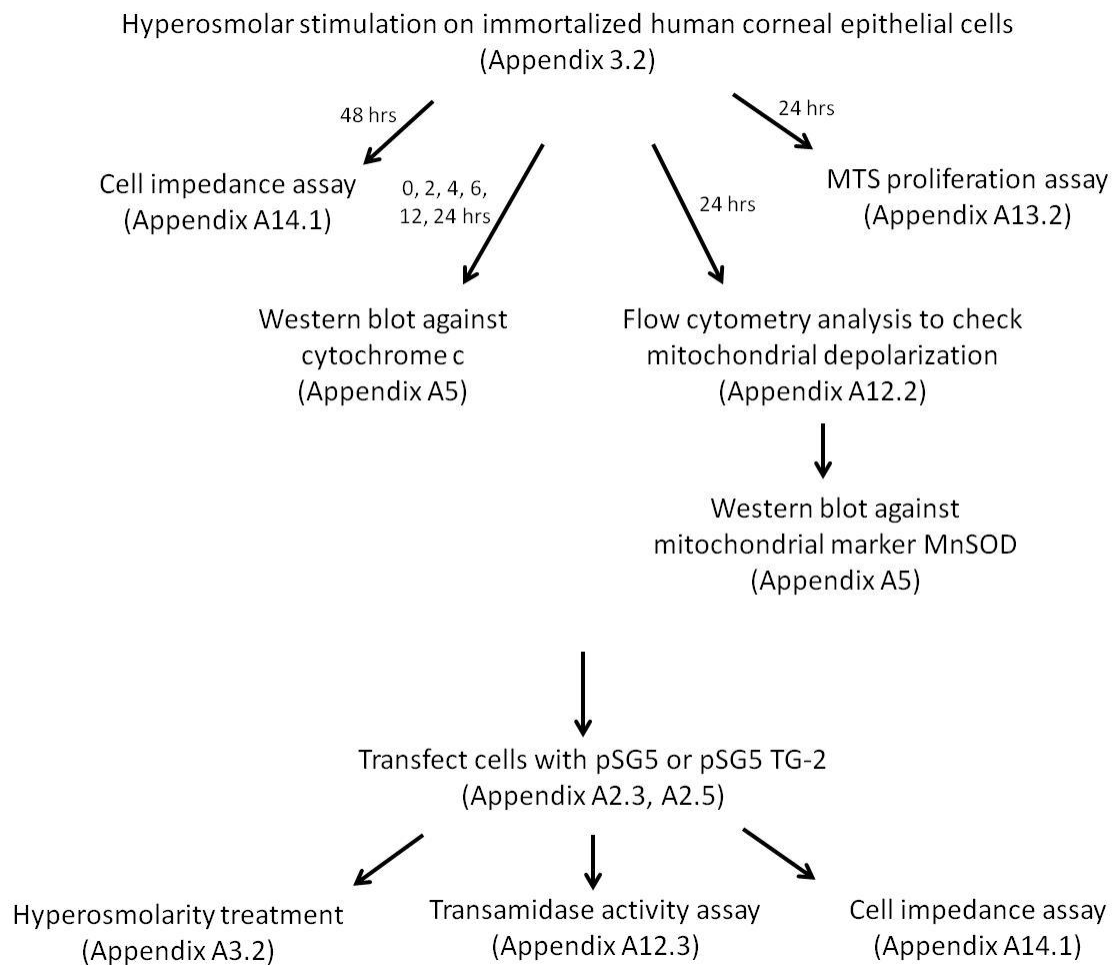 Hyperosmolar stimulation on immortalized human corneal epithelial cells
(Appendix 3.2)
48 hrs
24 hrs
Cell impedance assay
(Appendix A14.1)
0, 2, 4, 6,
12, 24 hrs
24 hrs
MTS proliferation assay
(Appendix A13.2)
Western blot against
cytochrome c
(Appendix A5)
Flow cytometry analysis to check
mitochondrial depolarization
(Appendix A12.2)
Western blot against
mitochondrial marker MnSOD
(Appendix A5)
Transfect cells with pSG5 or pSG5 TG-2
(Appendix A2.3, A2.5)
Hyperosmolarity treatment
(Appendix A3.2)
Transamidase activity assay
(Appendix A12.3)
Cell impedance assay
(Appendix A14.1)